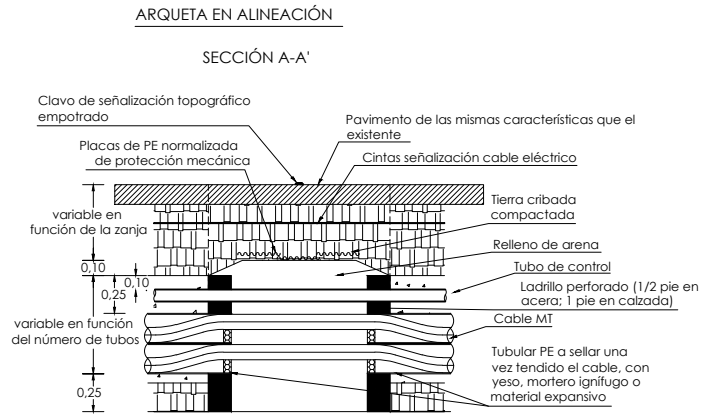 ARQUETA EN ALINEACIÓN
SECCIÓN A-A'
Clavo de señalización topográfico
empotrado
Pavimento de las mismas características que el
existente
Placas de PE normalizada
de protección mecánica
Cintas señalización cable eléctrico
Tierra cribada
compactada
variable en
función de la zanja
Relleno de arena
0,10
Tubo de control
0,10
0,25
Ladrillo perforado (1/2 pie en
acera; 1 pie en calzada)
Cable MT
variable en función
del número de tubos
Tubular PE a sellar una
vez tendido el cable, con
yeso, mortero ignífugo o
material expansivo
0,25